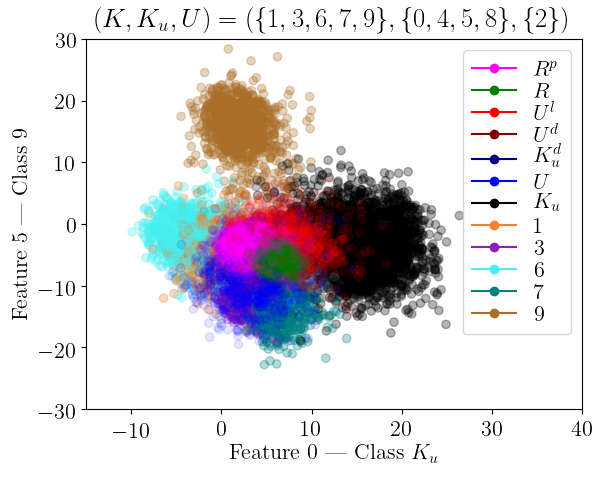 (K, K_u, U) = ({1, 3, 6, 7, 9}, {0, 4, 5, 8}, {2})
30
20
10
0
−10
−20
−30
Feature 5 — Class 9
R^p
R
U^l
U^d
K_u^d
U
K_u
1
3
6
7
9
−10
0
10
20
30
40
Feature 0 — Class K_u